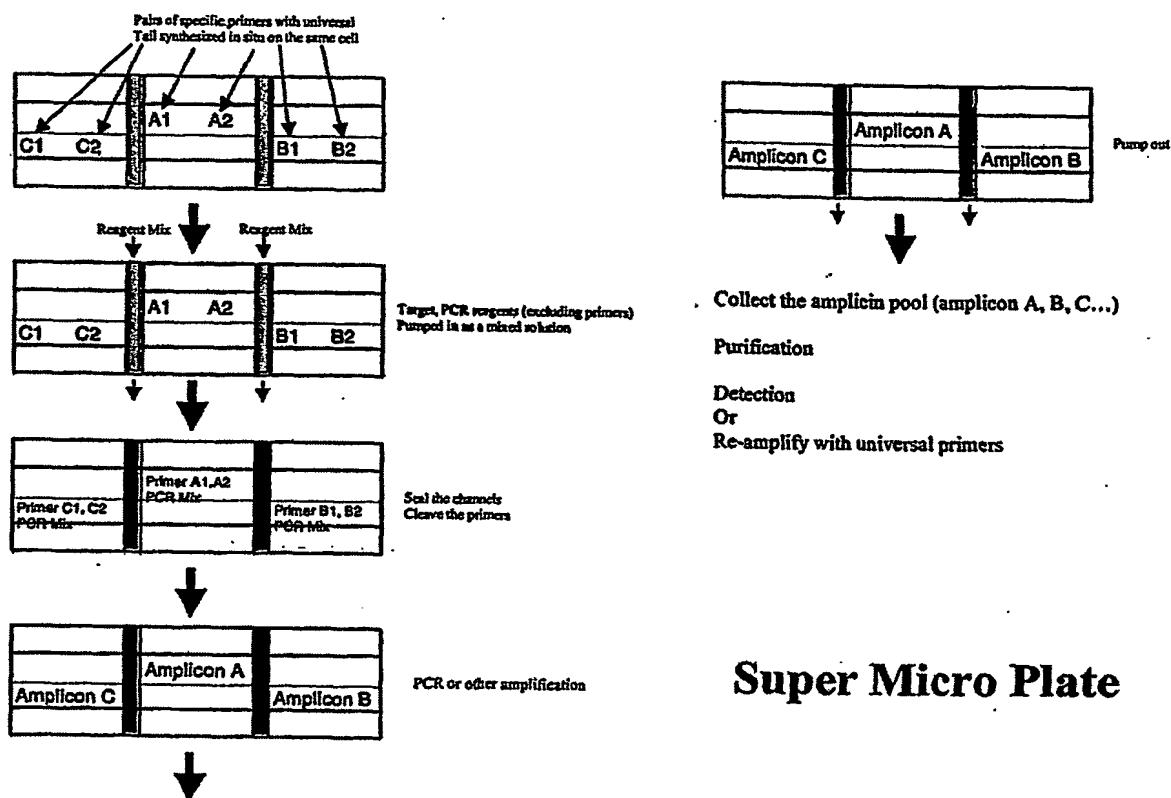 Pairs of specific primers with universal
Tail synthesized in situ on the same cell
A1 A2
C1 C2 B1 B2
Reagent Mix Reagent Mix
A1 A2
C1 C2 B1 B2
Target, PCR reagents (excluding primers)
Pumped in as a mixed solution
Primer A1,A2
PCR Mix
Primer C1, C2 Primer B1, B2
PCR Mix PCR Mix
Seal the channels
Cleave the primers
Amplicon A
Amplicon C Amplicon B
PCR or other amplification
Amplicon A
Amplicon C Amplicon B
Pump out
Collect the amplicin pool (amplicon A, B, C...)
Purification
Detection
Or
Re-amplify with universal primers
Super Micro Plate